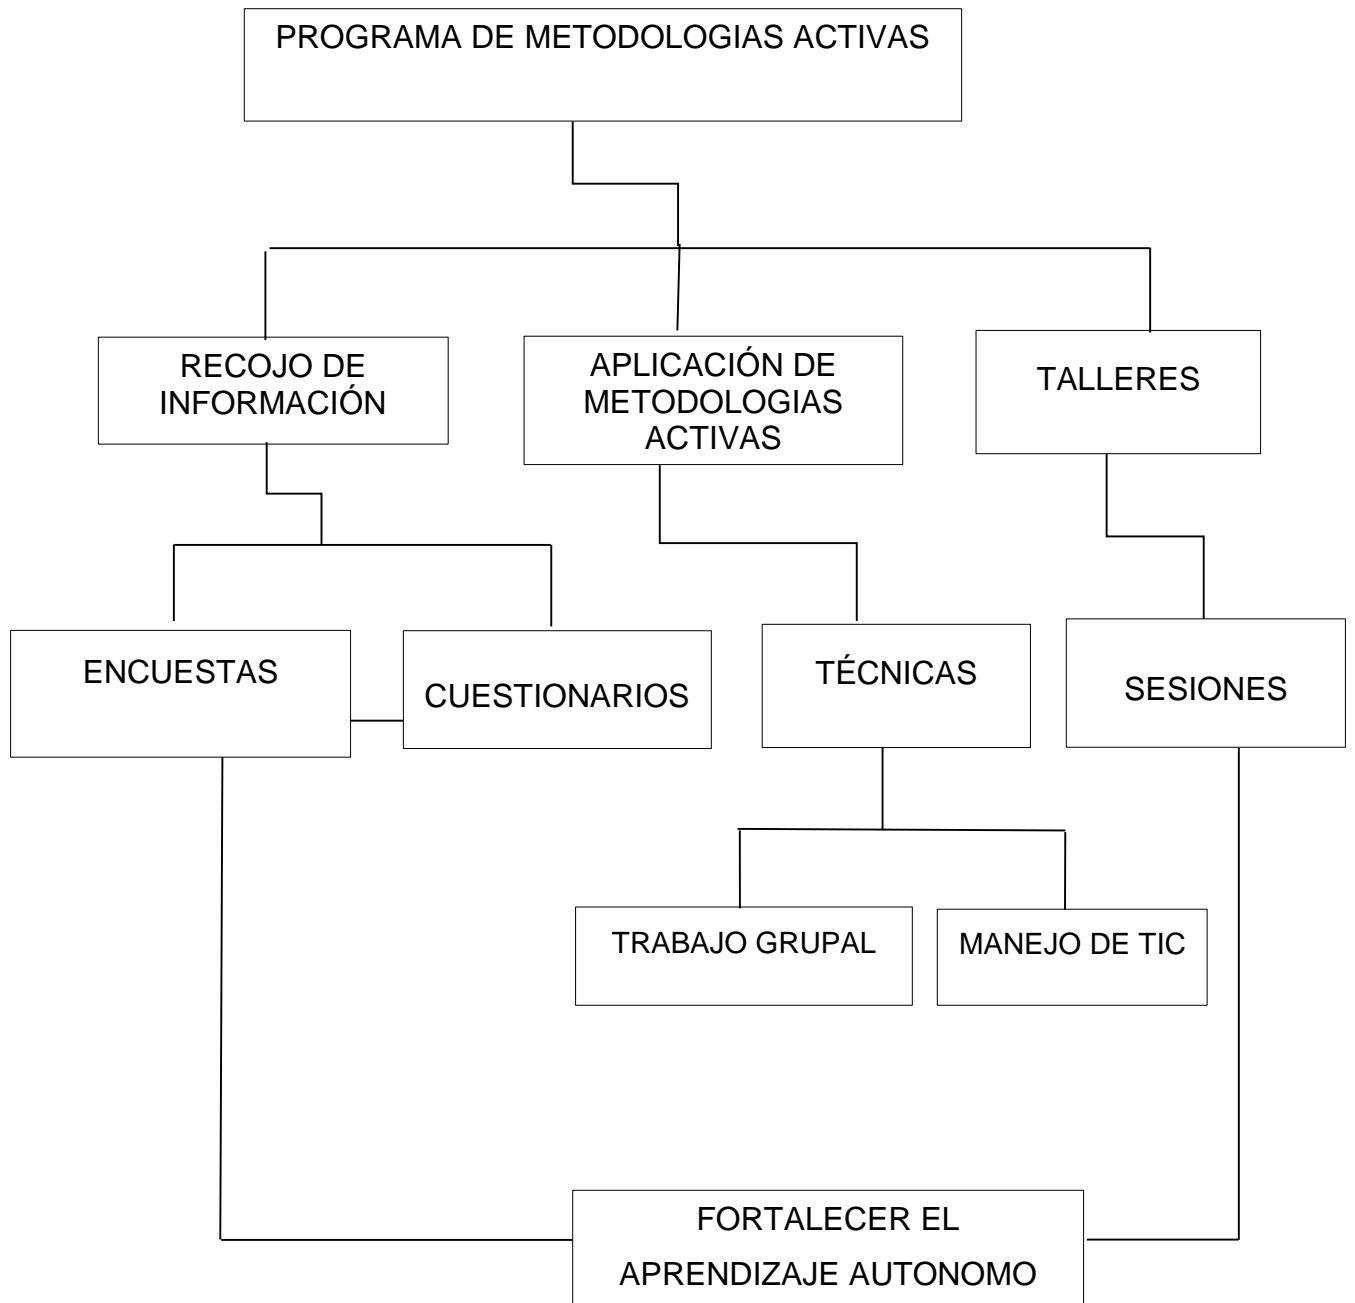 PROGRAMA DE METODOLOGIAS ACTIVAS
RECOJO DE
INFORMACIÓN
APLICACIÓN DE
METODOLOGIAS
ACTIVAS
TALLERES
ENCUESTAS
CUESTIONARIOS
TÉCNICAS
SESIONES
TRABAJO GRUPAL
MANEJO DE TIC
FORTALECER EL
APRENDIZAJE AUTONOMO